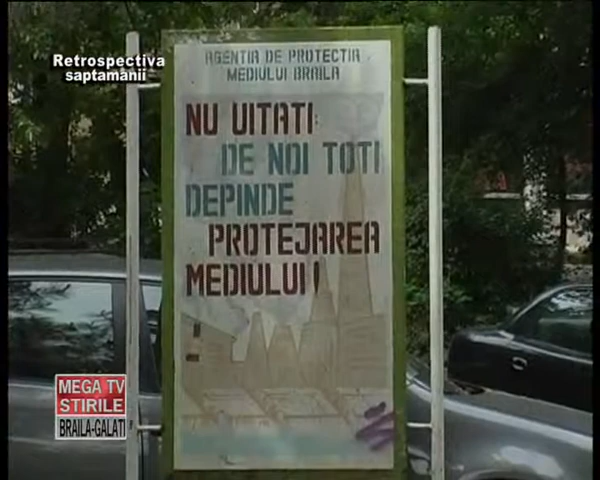 Retrospectiva
saptamanii
AGENTIA DE PROTECTIA
MEDIULUI BRAILA
NU UITATI:
DE NOI TOTI
DEPINDE
PROTEJAREA
MEDIULUI!
MEGA TV
STIRILE
BRAILA-GALATI